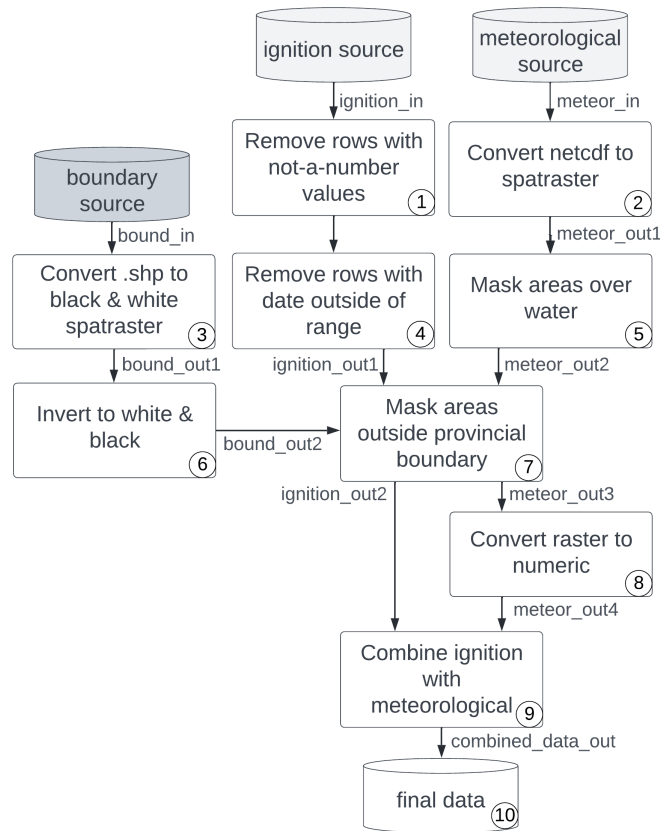 ignition source
meteorological
source
ignition_in
meteor_in
Remove rows with
not-a-number
values
1
Convert netcdf to
spatraster
2
boundary
source
bound_in
meteor_out1
Convert .shp to
black & white
spatraster
3
Remove rows with
date outside of
range
4
Mask areas over
water
5
bound_out1
ignition_out1
meteor_out2
Invert to white &
black
6
bound_out2
Mask areas
outside provincial
boundary
7
ignition_out2
meteor_out3
Convert raster to
numeric
8
meteor_out4
Combine ignition
with
meteorological
9
combined_data_out
final data
10